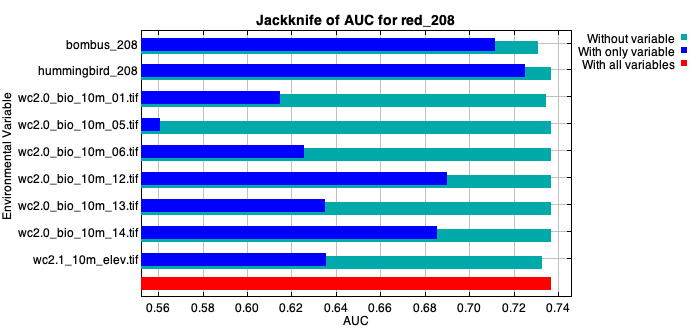 Jackknife of AUC for red_208
Without variable
With only variable
With all variables
Environmental Variable
bombus_208
hummingbird_208
wc2.0_bio_10m_01.tif
wc2.0_bio_10m_05.tif
wc2.0_bio_10m_06.tif
wc2.0_bio_10m_12.tif
wc2.0_bio_10m_13.tif
wc2.0_bio_10m_14.tif
wc2.1_10m_elev.tif
0.56 0.58 0.60 0.62 0.64 0.66 0.68 0.70 0.72 0.74
AUC